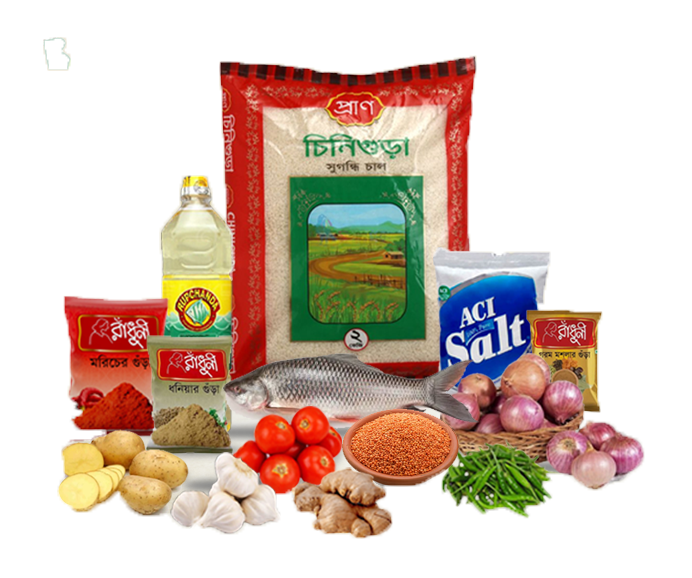 B
প্রাণ
চিনিগুড়া
সুগন্ধি চাল
২
কেজি
চিনিগুড়া
RUPCHANDA
ACI
Salt
রাঁধুনী
মরিচের গুঁড়া
রাঁধুনী
ধনিয়ার গুঁড়া
রাঁধুনী
গরম মশলার গুঁড়া